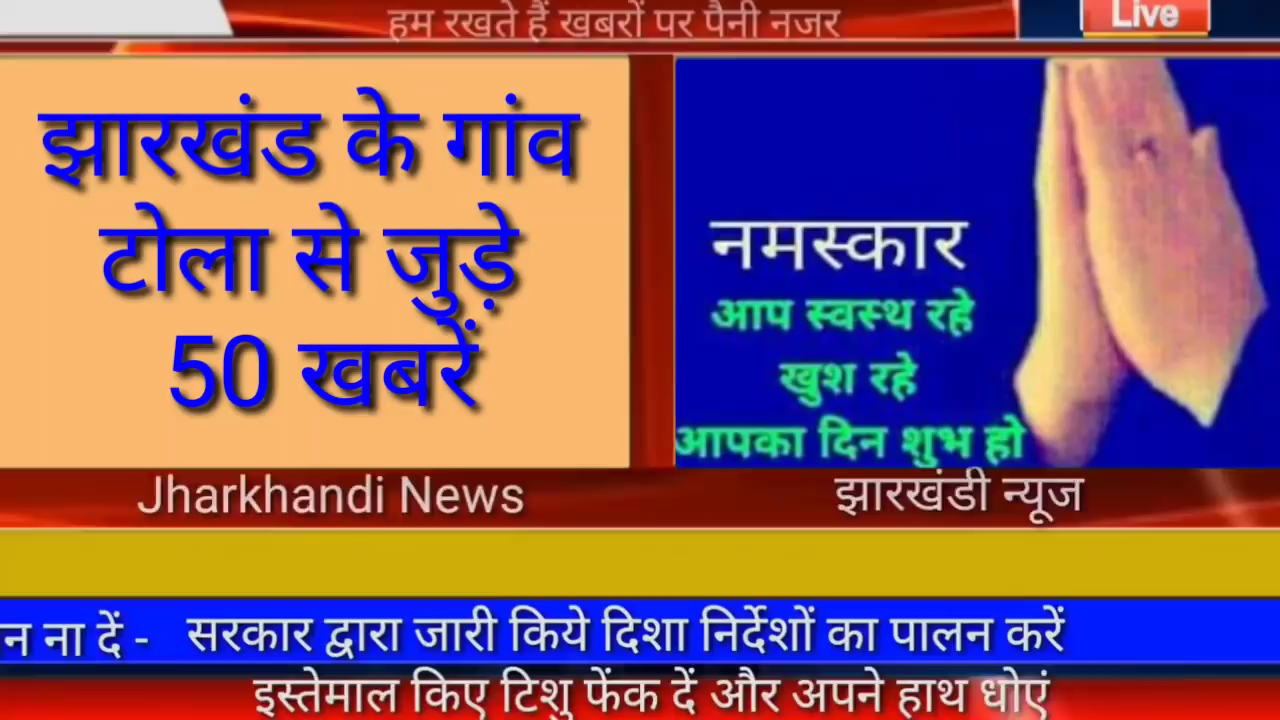 हम रखते हैं खबरों पर पैनी नजर
Live
झारखंड के गांव
टोला से जुड़े
50 खबरें
नमस्कार
आप स्वस्थ रहे
खुश रहे
आपका दिन शुभ हो
Jharkhandi News
झारखंडी न्यूज
न ना दें - सरकार द्वारा जारी किये दिशा निर्देशों का पालन करें
इस्तेमाल किए टिशु फेंक दें और अपने हाथ धोएं